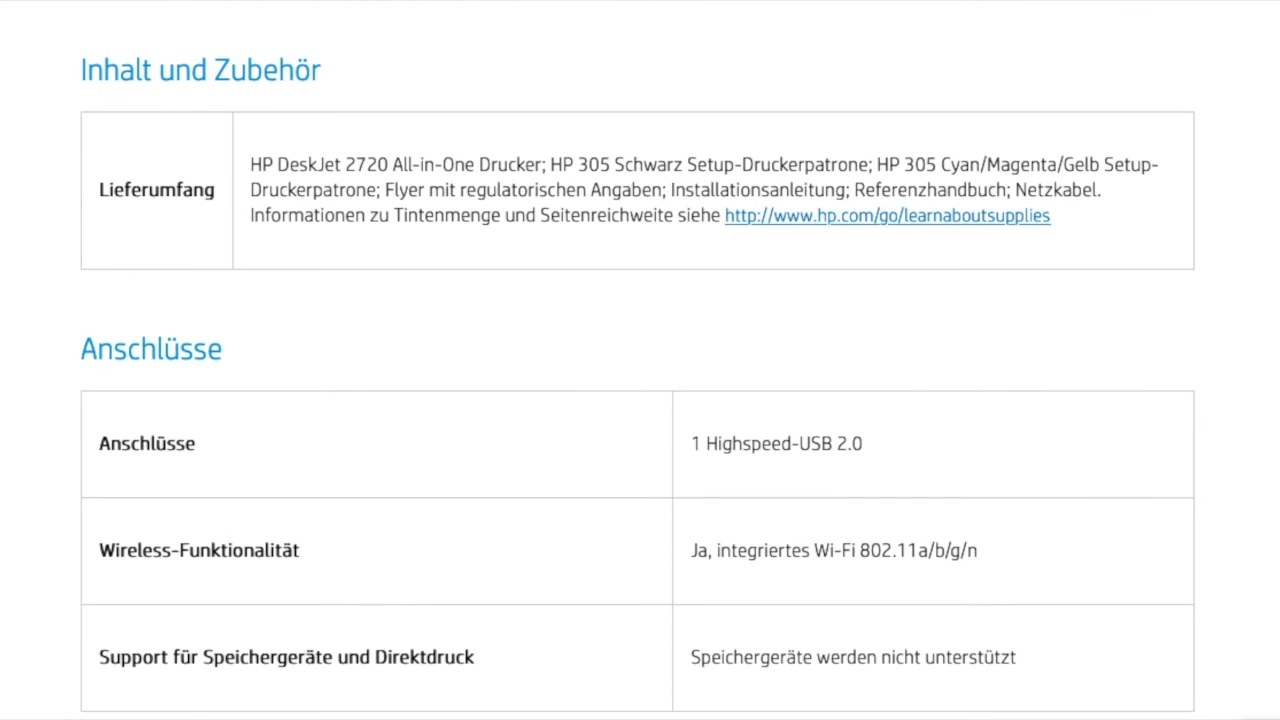 Inhalt und Zubehör
Lieferumfang
HP DeskJet 2720 All-in-One Drucker; HP 305 Schwarz Setup-Druckerpatrone; HP 305 Cyan/Magenta/Gelb Setup-
Druckerpatrone; Flyer mit regulatorischen Angaben; Installationsanleitung; Referenzhandbuch; Netzkabel.
Informationen zu Tintenmenge und Seitenreichweite siehe http://www.hp.com/go/learnaboutsupplies
Anschlüsse
Anschlüsse
1 Highspeed-USB 2.0
Wireless-Funktionalität
Ja, integriertes Wi-Fi 802.11a/b/g/n
Support für Speichergeräte und Direktdruck
Speichergeräte werden nicht unterstützt